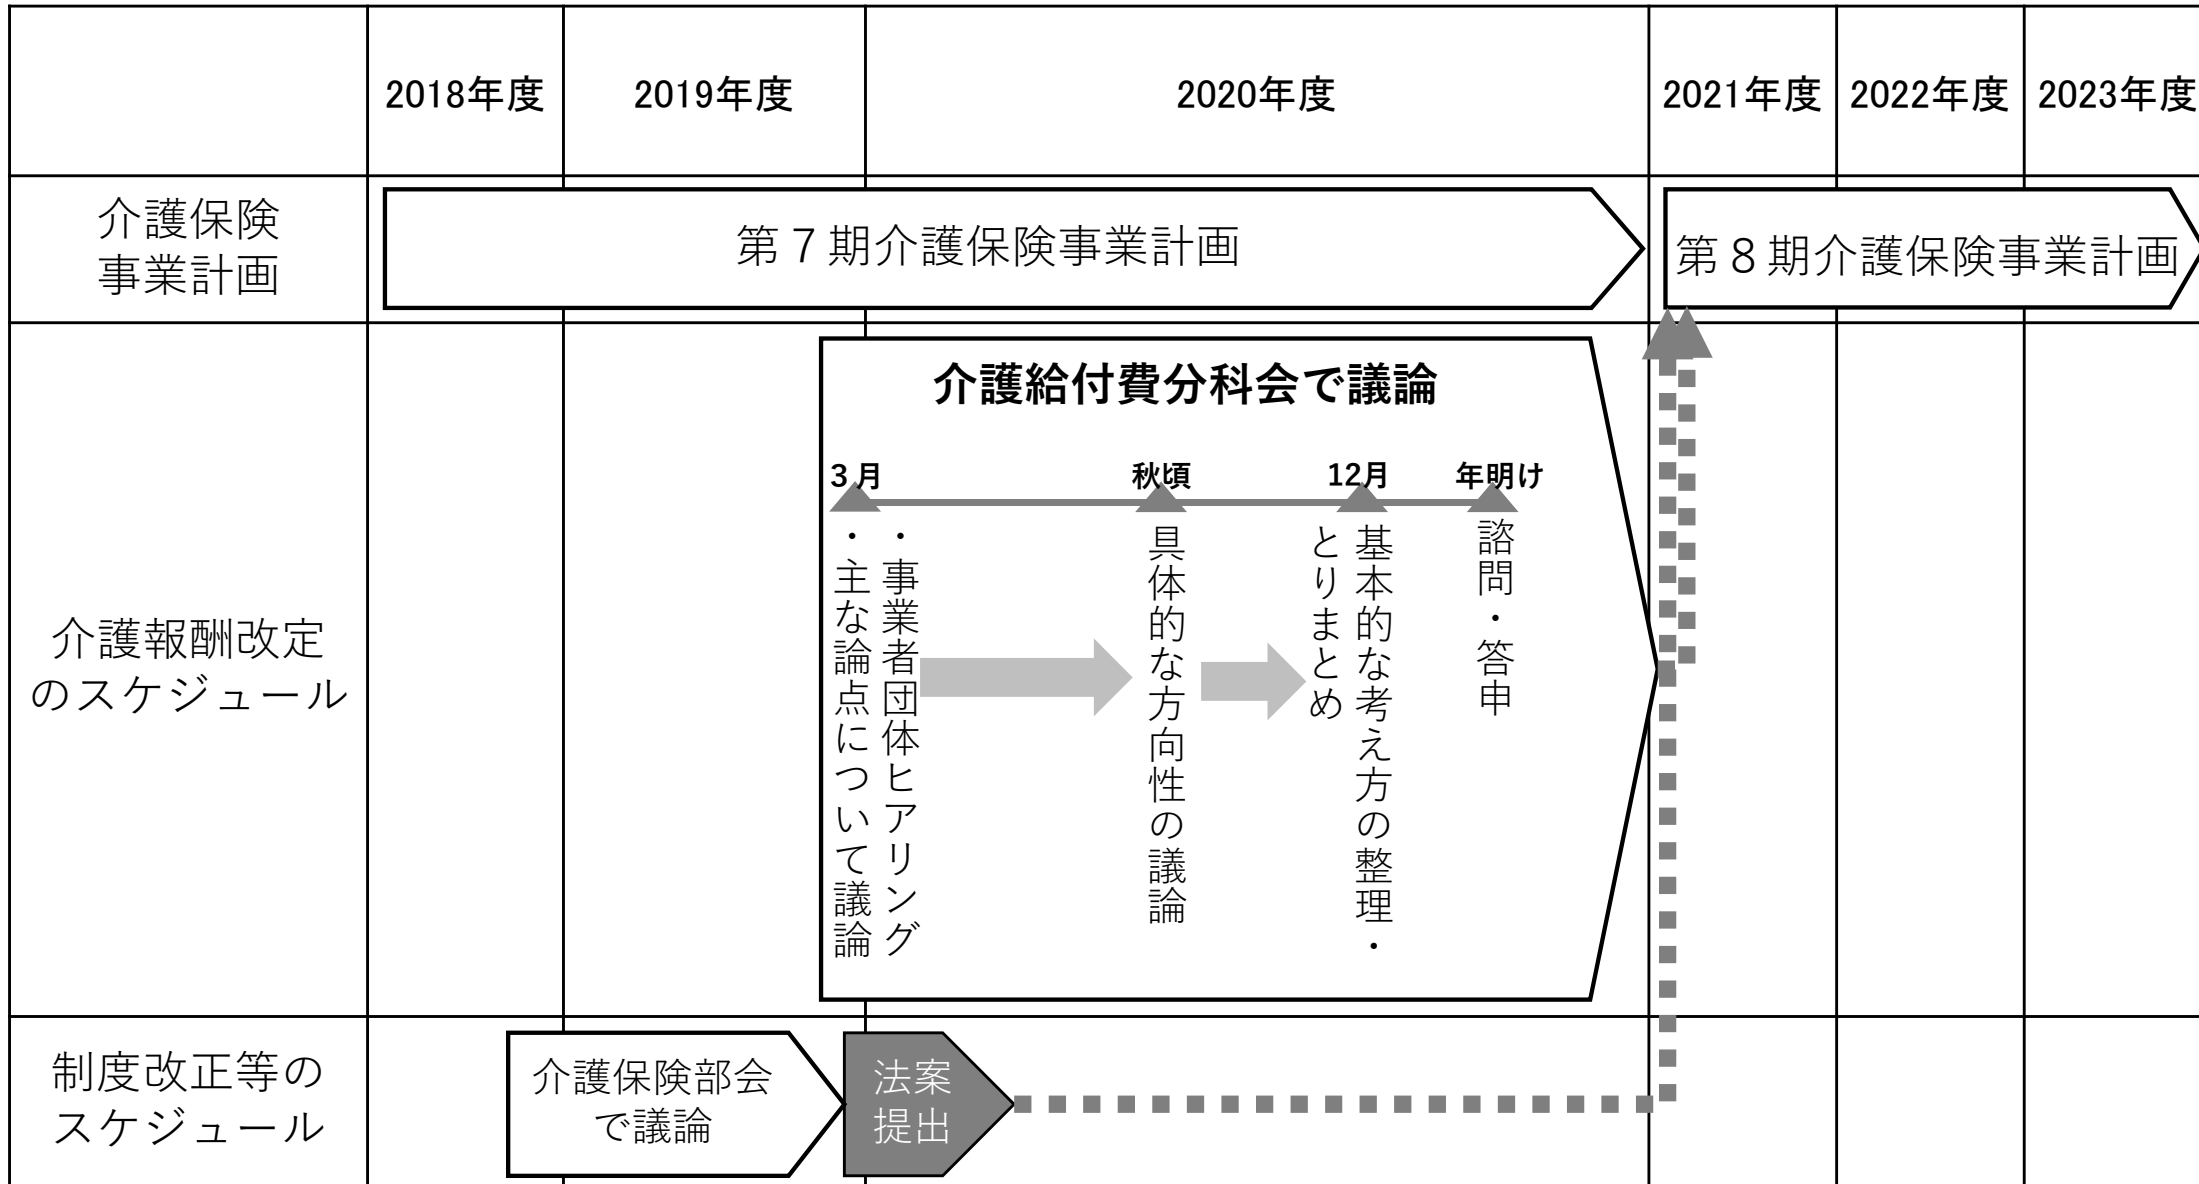 2018年度
2019年度
2020年度
2021年度
2022年度
2023年度
介護保険
事業計画
第７期介護保険事業計画
第８期介護保険事業計画
介護報酬改定
のスケジュール
介護給付費分科会で議論
３月
秋頃
12月
年明け
・事業者団体ヒアリング
・主な論点について議論
具体的な方向性の議論
基本的な考え方の整理・
とりまとめ
諮問・答申
制度改正等の
スケジュール
介護保険部会
で議論
法案
提出